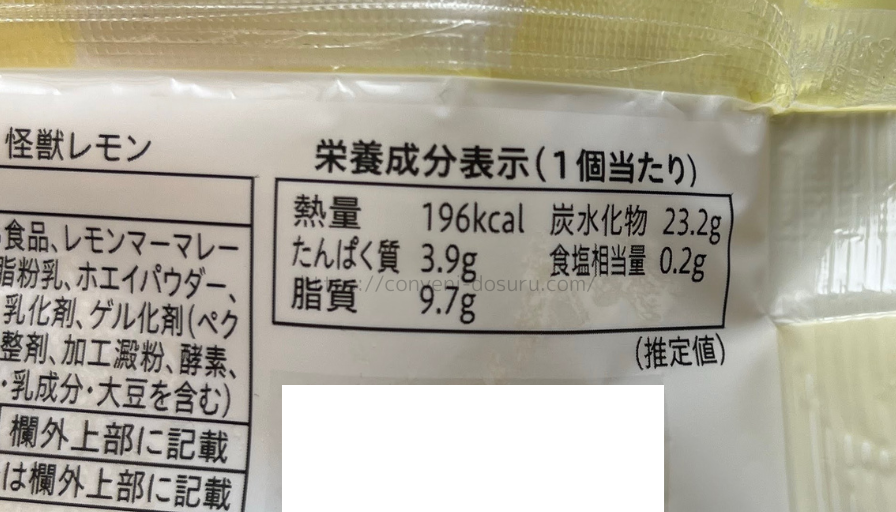 怪獣レモン
食品、レモンマーマレー
脂粉乳、ホエイパウダー、
乳化剤、ゲル化剤(ペク
整剤、加工澱粉、酵素、
・乳成分・大豆を含む)
欄外上部に記載
は欄外上部に記載
栄養成分表示(1個当たり)
熱量 196kcal 炭水化物 23.2g
たんぱく質 3.9g 食塩相当量 0.2g
脂質 9.7g
(推定値)
://conveni-dosuru.com/